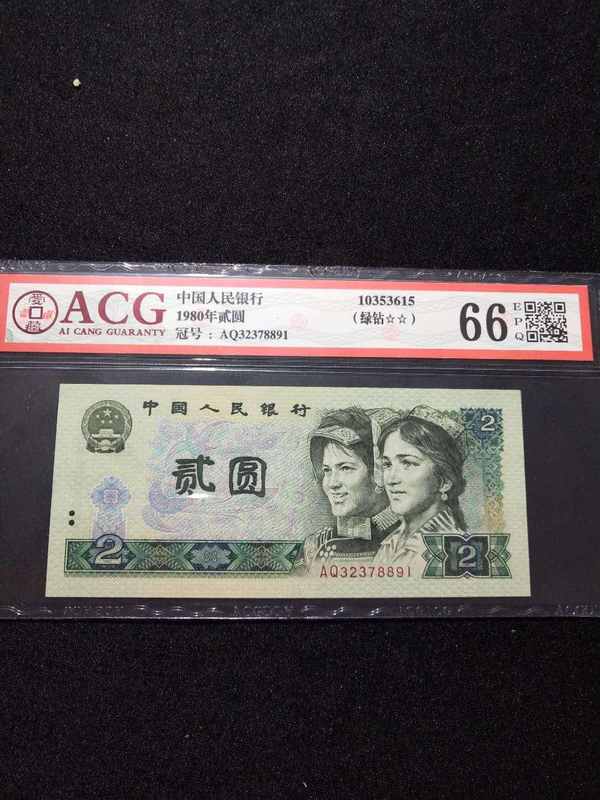 ACG
AI CANG GUARANTY
中国人民银行
1980年贰圆
冠号：AQ32378891
10353615
（绿钻☆☆）
66
EPQ
中国人民银行
贰圆
2
2
2
AQ32378891